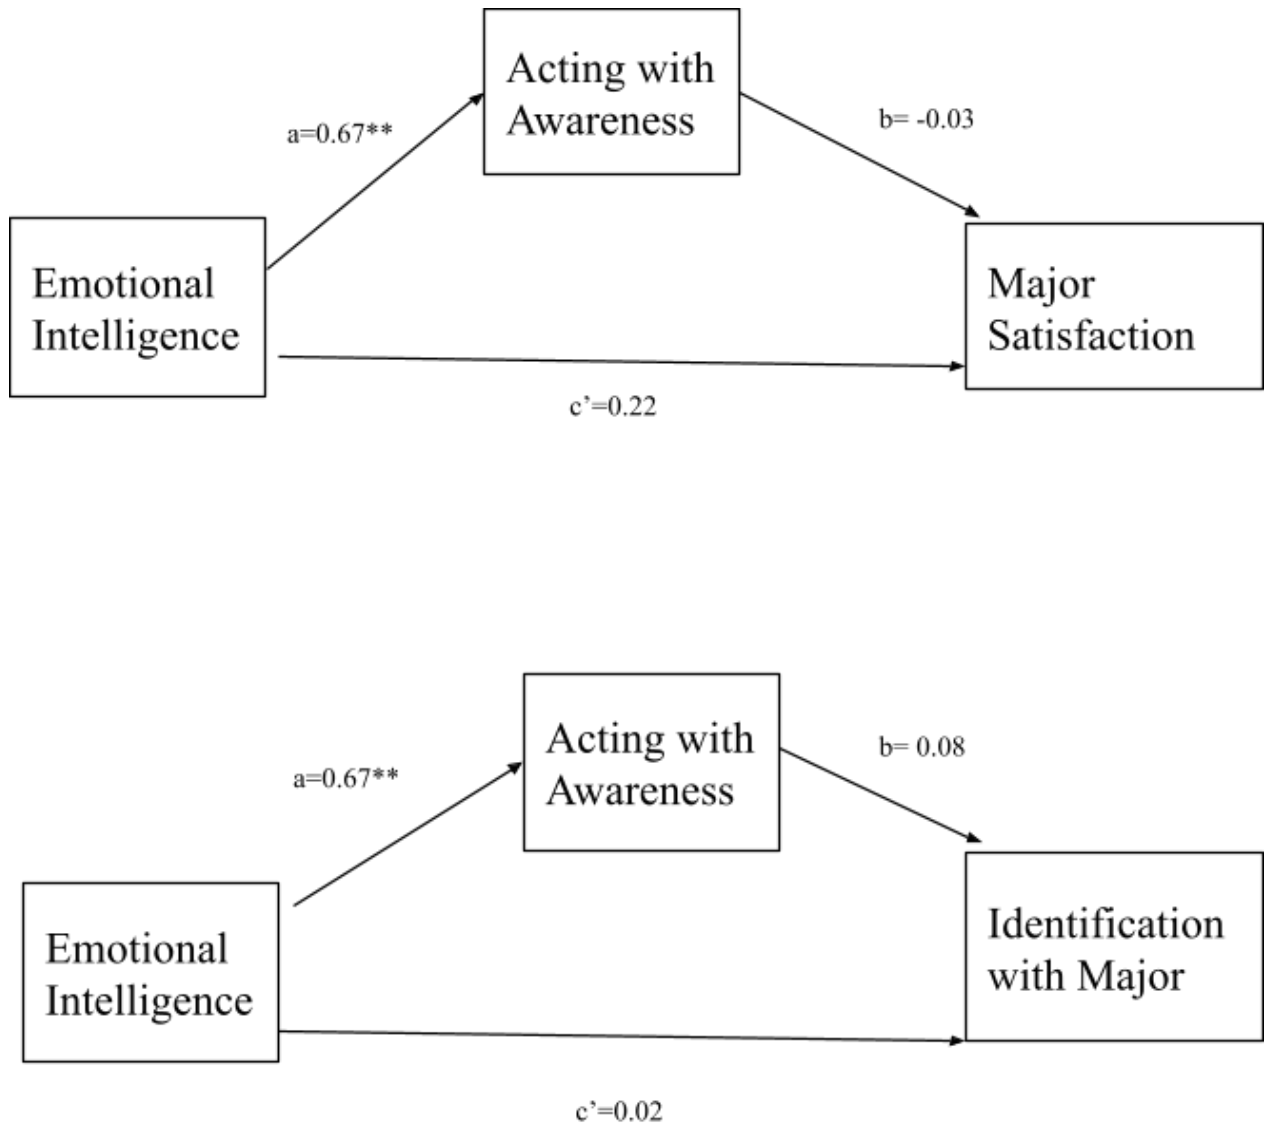 Acting with
Awareness
a=0.67**
b= -0.03
Emotional
Intelligence
Major
Satisfaction
c’=0.22
Acting with
Awareness
a=0.67**
b= 0.08
Emotional
Intelligence
Identification
with Major
c’=0.02